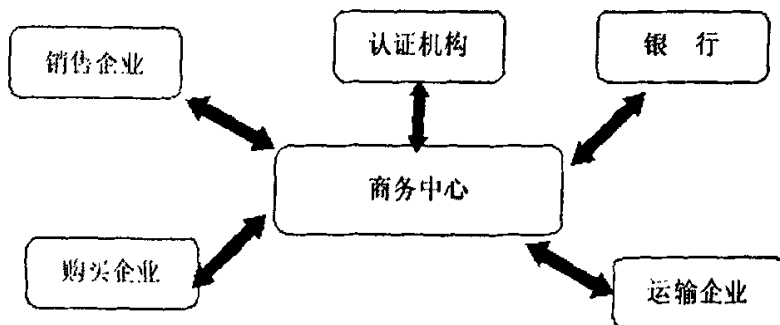 销售企业
认证机构
银 行
商务中心
购买企业
运输企业